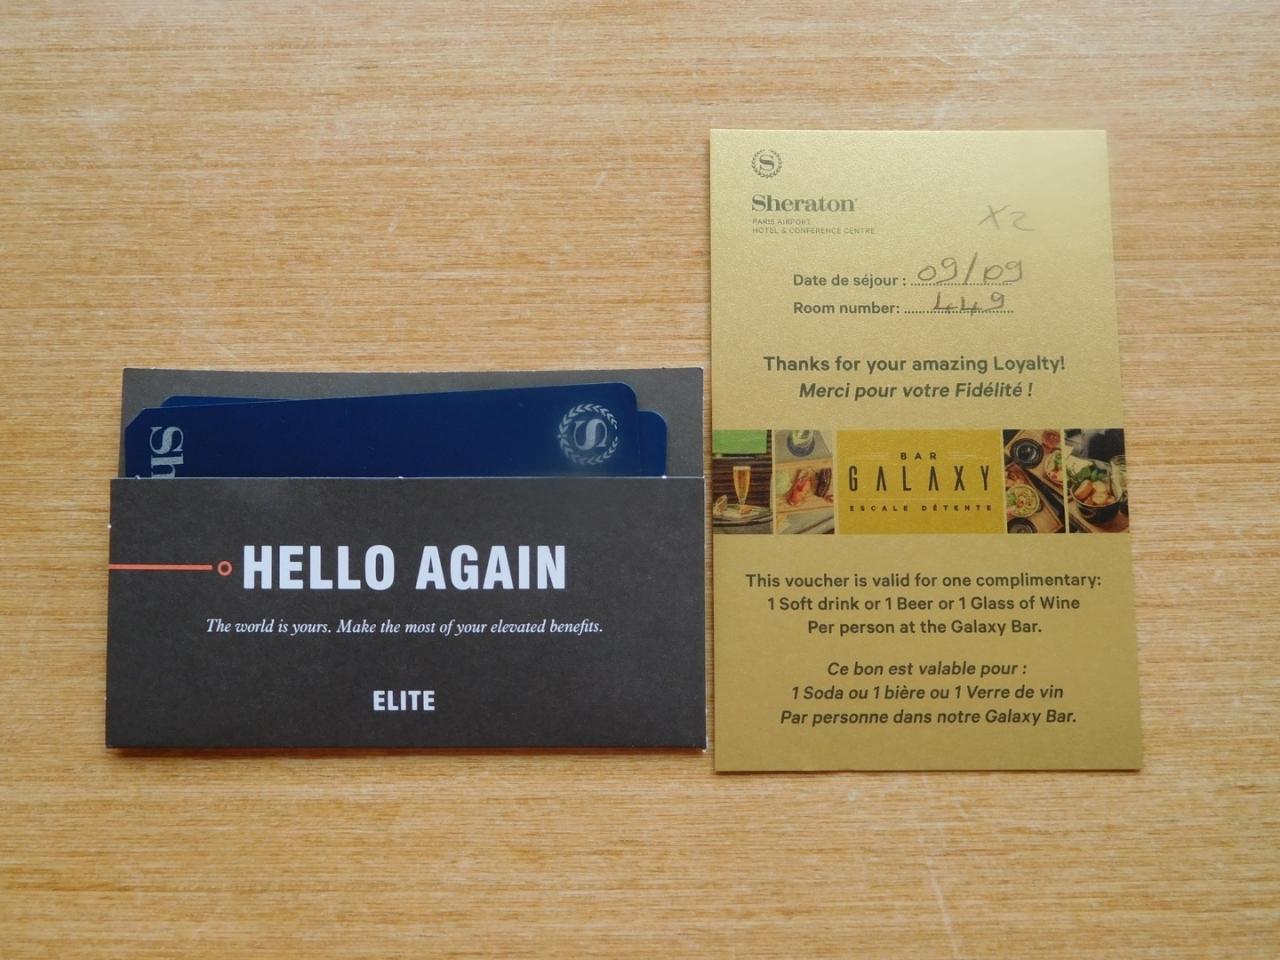 Sh
S
HELLO AGAIN
The world is yours. Make the most of your elevated benefits.
ELITE
S
Sheraton
PARIS AIRPORT
HOTEL & CONFERENCE CENTRE
X2
Date de séjour : 09/09
Room number: 449
Thanks for your amazing Loyalty!
Merci pour votre Fidélité !
BAR
GALAXY
ESCALE DÉTENTE
This voucher is valid for one complimentary:
1 Soft drink or 1 Beer or 1 Glass of Wine
Per person at the Galaxy Bar.
Ce bon est valable pour :
1 Soda ou 1 bière ou 1 Verre de vin
Par personne dans notre Galaxy Bar.